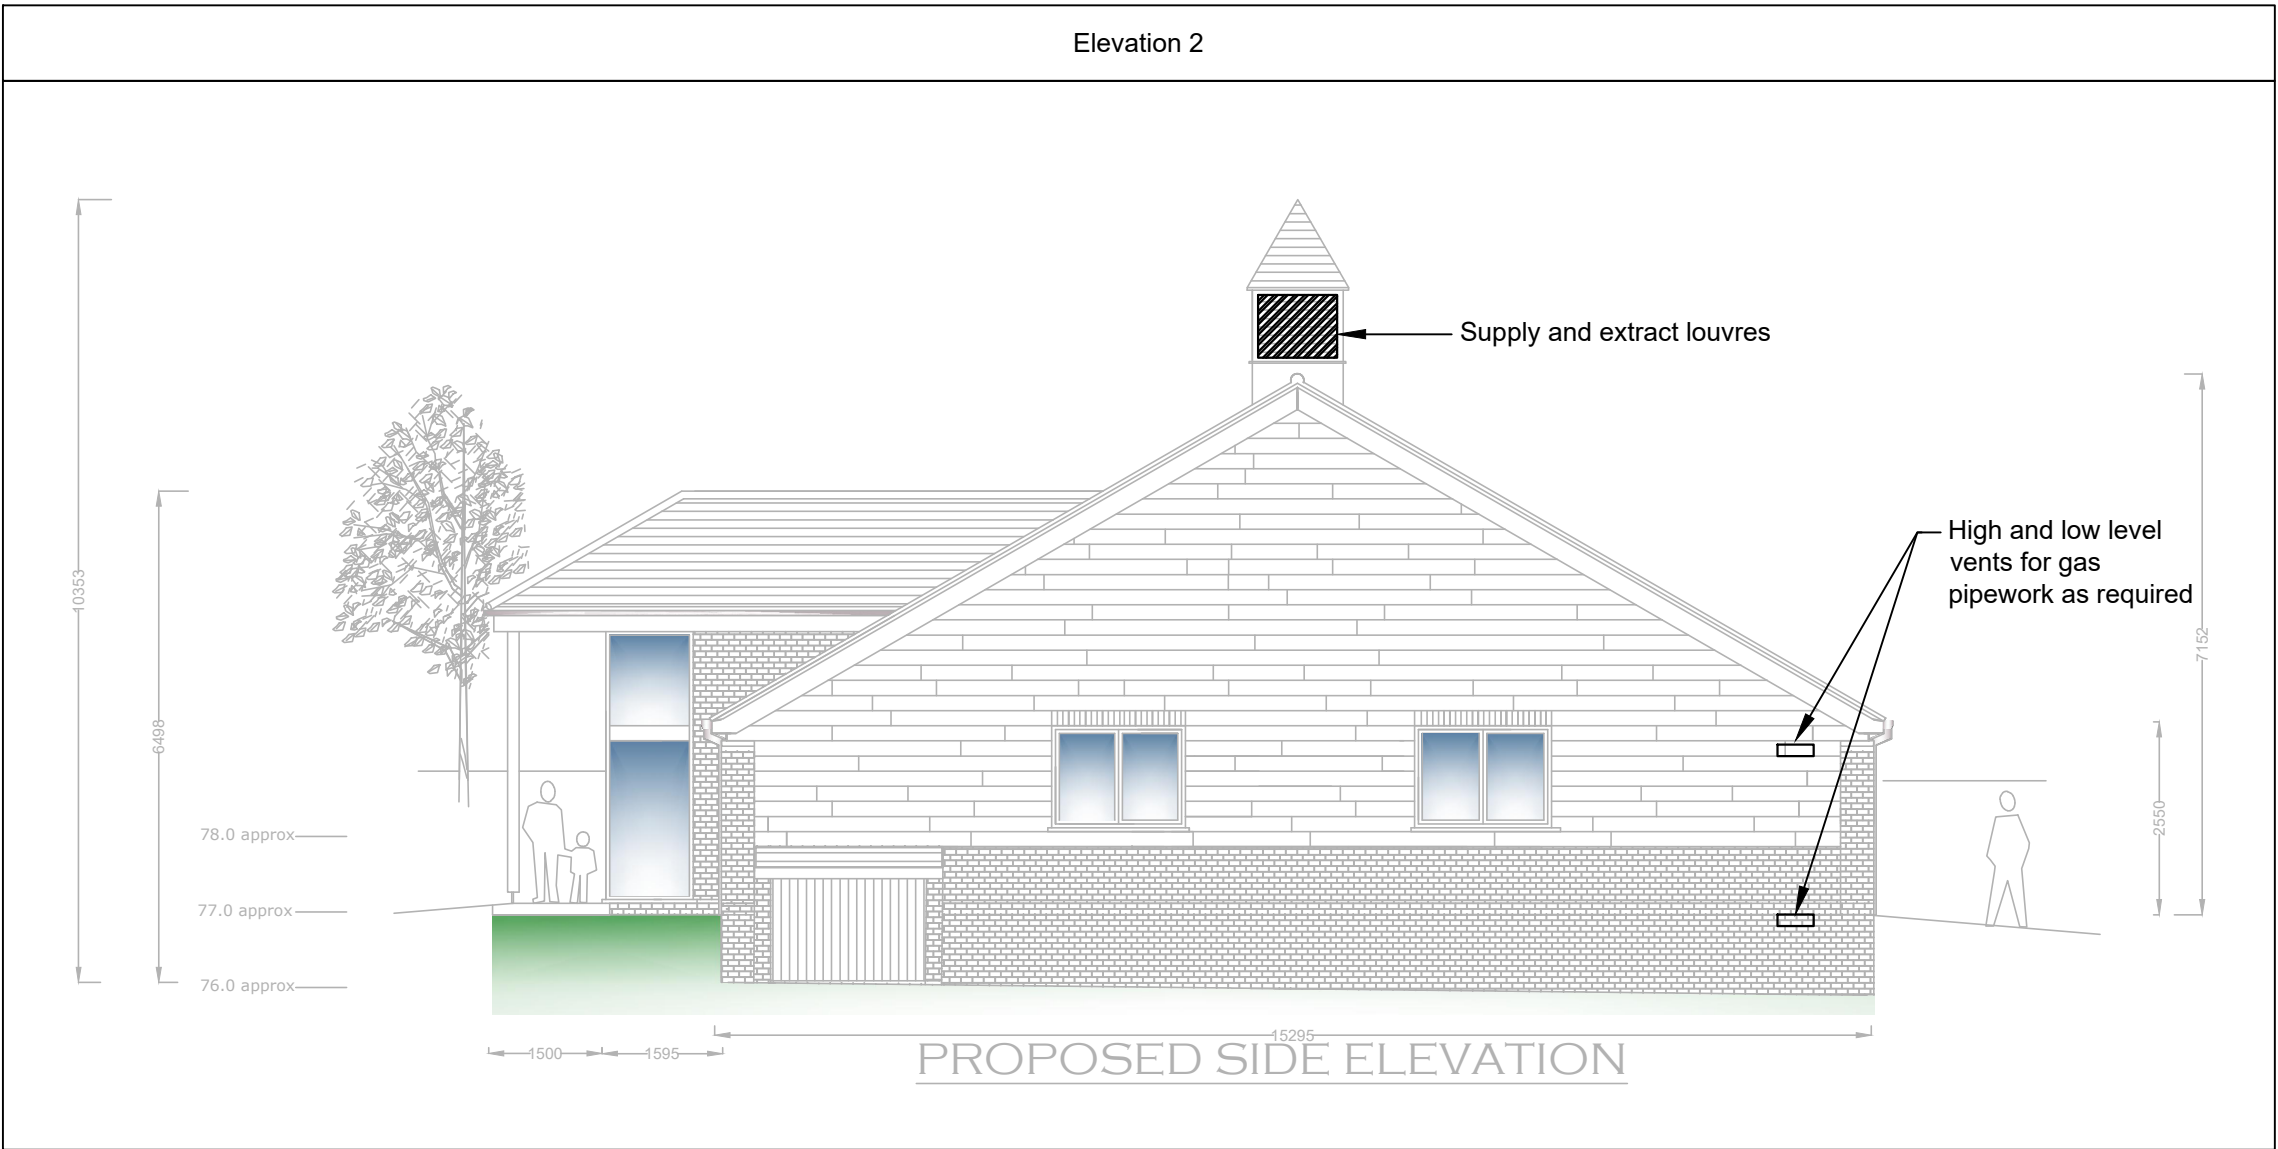 Elevation 2
Supply and extract louvres
High and low level
vents for gas
pipework as required
10353
6498
7152
2550
78.0 approx
77.0 approx
76.0 approx
1500
1595
15295
PROPOSED SIDE ELEVATION